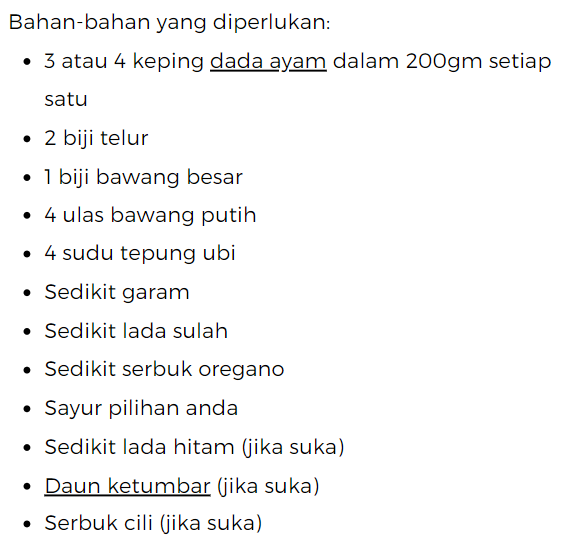 Bahan-bahan yang diperlukan:
• 3 atau 4 keping dada ayam dalam 200gm setiap
satu
• 2 biji telur
• 1 biji bawang besar
• 4 ulas bawang putih
• 4 sudu tepung ubi
• Sedikit garam
• Sedikit lada sulah
• Sedikit serbuk oregano
• Sayur pilihan anda
• Sedikit lada hitam (jika suka)
• Daun ketumbar (jika suka)
• Serbuk cili (jika suka)